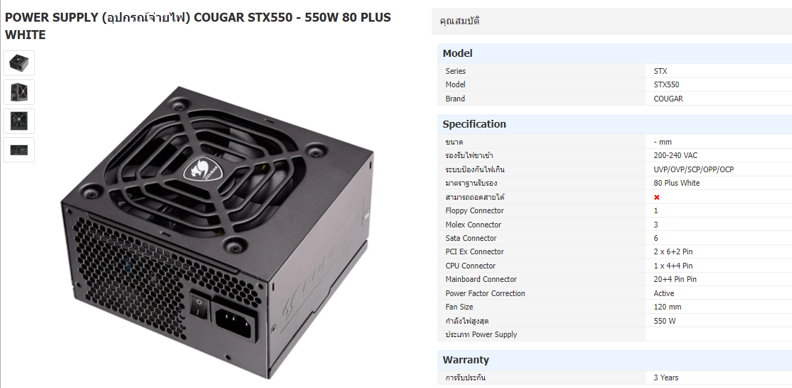 POWER SUPPLY (อุปกรณ์จ่ายไฟ) COUGAR STX550 - 550W 80 PLUS
WHITE
คุณสมบัติ
Model
Series STX
Model STX550
Brand COUGAR
Specification
ขนาด - mm
รองรับไฟขาเข้า 200-240 VAC
ระบบป้องกันไฟเกิน UVP/OVP/SCP/OPP/OCP
มาตราฐานรับรอง 80 Plus White
สามารถถอดสายได้
Floppy Connector 1
Molex Connector 3
Sata Connector 6
PCI Ex Connector 2 x 6+2 Pin
CPU Connector 1 x 4+4 Pin
Mainboard Connector 20+4 Pin Pin
Power Factor Correction Active
Fan Size 120 mm
กำลังไฟสูงสุด 550 W
ประเภท Power Supply
Warranty
การรับประกัน 3 Years